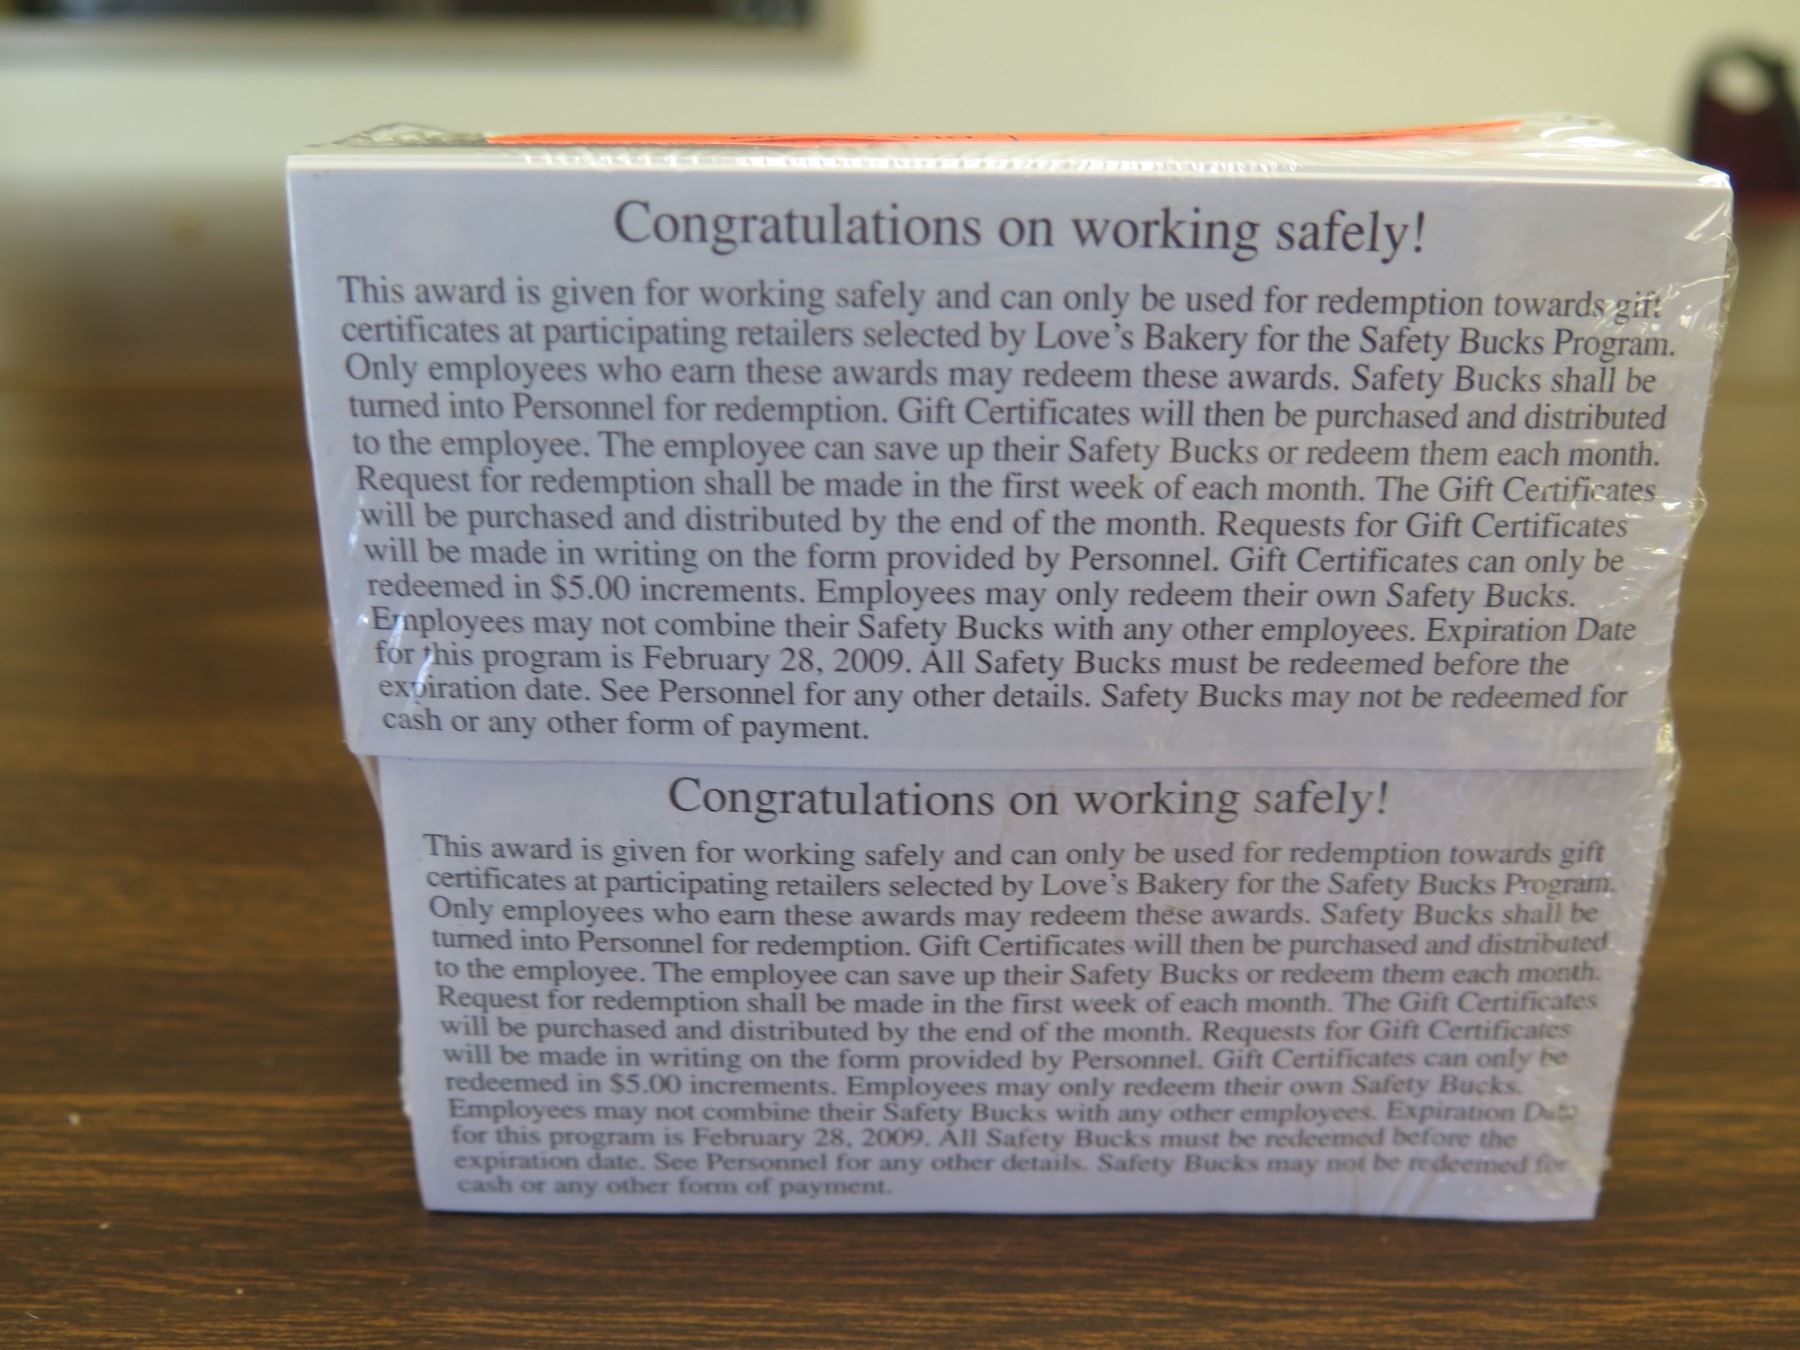 Congratulations on working safely!
This award is given for working safely and can only be used for redemption towards gift
certificates at participating retailers selected by Love's Bakery for the Safety Bucks Program.
Only employees who earn these awards may redeem these awards. Safety Bucks shall be
turned into Personnel for redemption. Gift Certificates will then be purchased and distributed
to the employee. The employee can save up their Safety Bucks or redeem them each month.
Request for redemption shall be made in the first week of each month. The Gift Certificates
will be purchased and distributed by the end of the month. Requests for Gift Certificates
will be made in writing on the form provided by Personnel. Gift Certificates can only be
redeemed in $5.00 increments. Employees may only redeem their own Safety Bucks.
Employees may not combine their Safety Bucks with any other employees. Expiration Date
for this program is February 28, 2009. All Safety Bucks must be redeemed before the
expiration date. See Personnel for any other details. Safety Bucks may not be redeemed for
cash or any other form of payment.
Congratulations on working safely!
This award is given for working safely and can only be used for redemption towards gift
certificates at participating retailers selected by Love's Bakery for the Safety Bucks Program.
Only employees who earn these awards may redeem these awards. Safety Bucks shall be
turned into Personnel for redemption. Gift Certificates will then be purchased and distributed
to the employee. The employee can save up their Safety Bucks or redeem them each month.
Request for redemption shall be made in the first week of each month. The Gift Certificates
will be purchased and distributed by the end of the month. Requests for Gift Certificates
will be made in writing on the form provided by Personnel. Gift Certificates can only be
redeemed in $5.00 increments. Employees may only redeem their own Safety Bucks.
Employees may not combine their Safety Bucks with any other employees. Expiration Date
for this program is February 28, 2009. All Safety Bucks must be redeemed before the
expiration date. See Personnel for any other details. Safety Bucks may not be redeemed for
cash or any other form of payment.